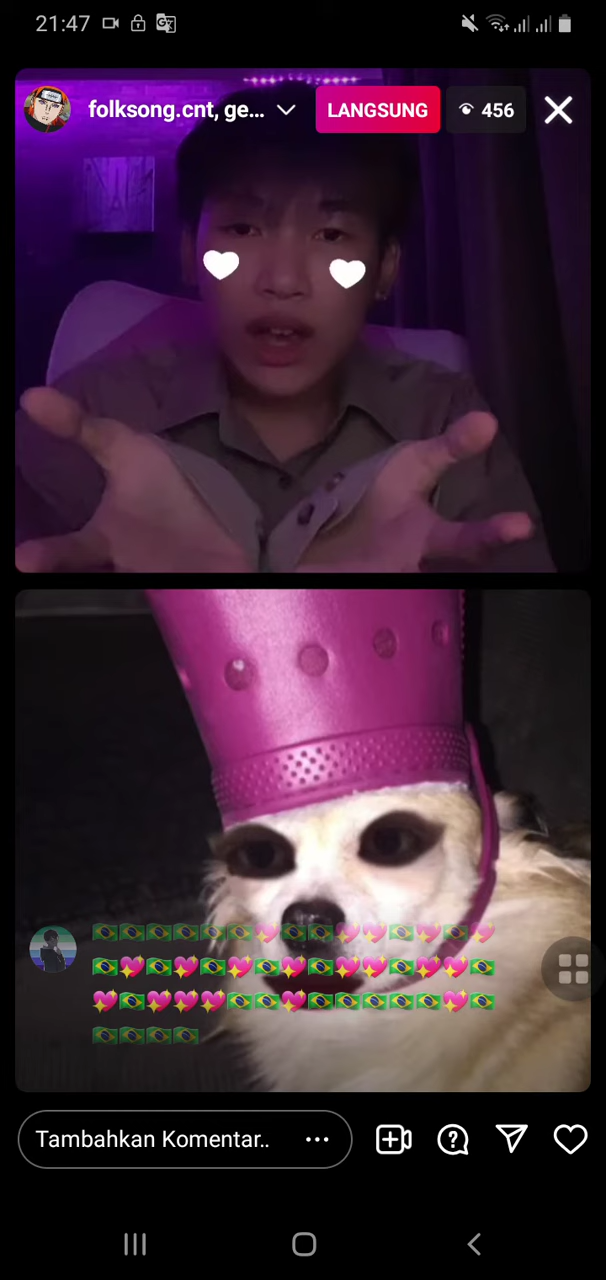 21:47
folksong.cnt, ge...
LANGSUNG
456
🇧🇷🇧🇷🇧🇷🇧🇷🇧🇷🇧🇷💖🇧🇷🇧🇷💖💖🇧🇷💖🇧🇷💖
🇧🇷💖🇧🇷💖🇧🇷💖🇧🇷💖🇧🇷💖💖🇧🇷💖💖🇧🇷
💖🇧🇷💖💖💖🇧🇷🇧🇷💖🇧🇷🇧🇷🇧🇷🇧🇷🇧🇷💖🇧🇷
🇧🇷🇧🇷🇧🇷🇧🇷
Tambahkan Komentar..